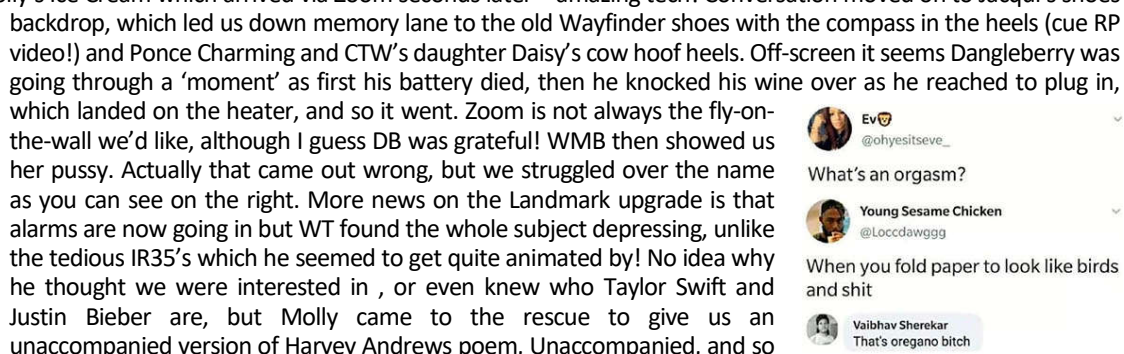 olly's Ice Cream which arrived via Zoom seconds later – amazing tech! Conversation moved on to Jacqui's shoes
backdrop, which led us down memory lane to the old Wayfinder shoes with the compass in the heels (cue RP
video!) and Ponce Charming and CTW's daughter Daisy's cow hoof heels. Off-screen it seems Dangleberry was
going through a 'moment' as first his battery died, then he knocked his wine over as he reached to plug in,
which landed on the heater, and so it went. Zoom is not always the fly-on-
the-wall we'd like, although I guess DB was grateful! WMB then showed us
her pussy. Actually that came out wrong, but we struggled over the name
as you can see on the right. More news on the Landmark upgrade is that
alarms are now going in but WT found the whole subject depressing, unlike
the tedious IR35's which he seemed to get quite animated by! No idea why
he thought we were interested in , or even knew who Taylor Swift and
Justin Bieber are, but Molly came to the rescue to give us an
unaccompanied version of Harvey Andrews poem. Unaccompanied, and so
Ev🦁
@ohyesitseve_
What's an orgasm?
Young Sesame Chicken
@Loccdawggg
When you fold paper to look like birds
and shit
Vaibhav Sherekar
That's oregano bitch